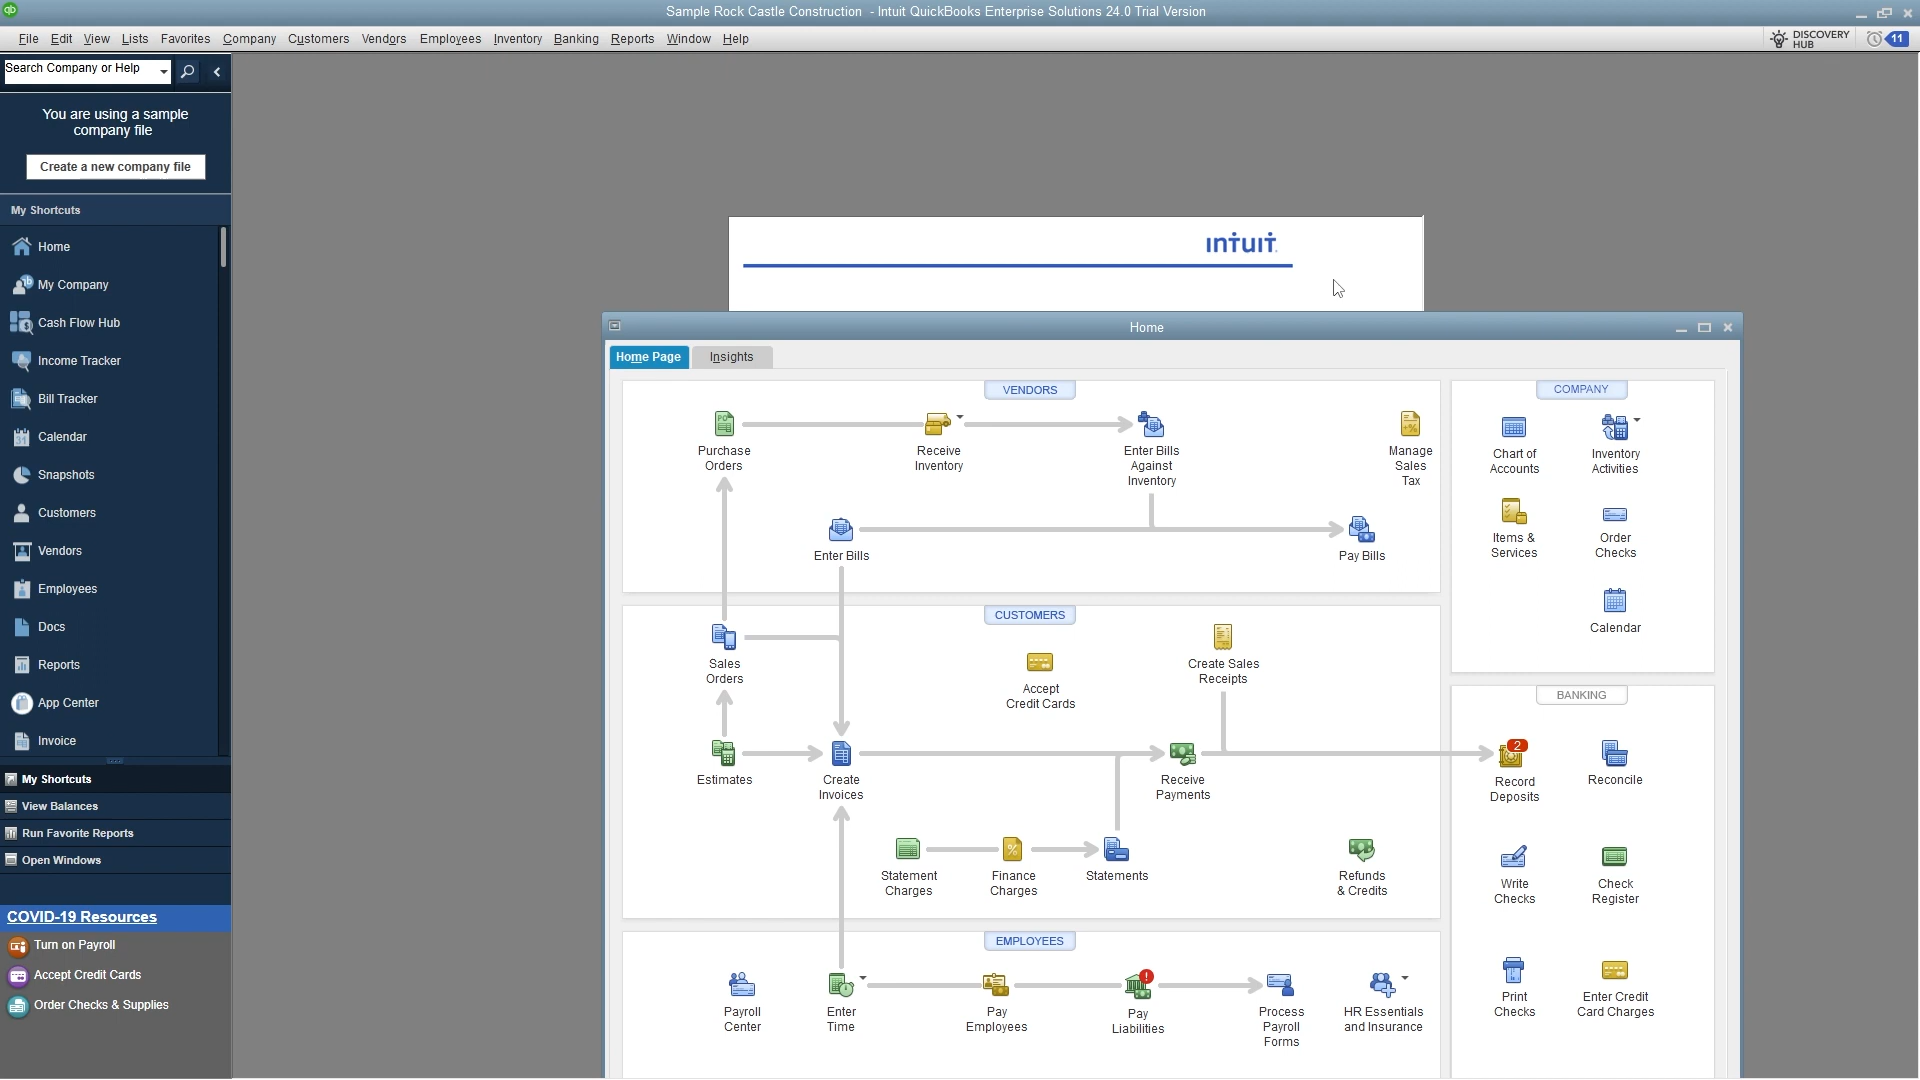 Sample Rock Castle Construction - Intuit QuickBooks Enterprise Solutions 24.0 Trial Version
File Edit View Lists Favorites Company Customers Vendors Employees Inventory Banking Reports Window Help
DISCOVERY
HUB
11
Search Company or Help
You are using a sample
company file
Create a new company file
My Shortcuts
Home
My Company
Cash Flow Hub
Income Tracker
Bill Tracker
Calendar
Snapshots
Customers
Vendors
Employees
Docs
Reports
App Center
Invoice
My Shortcuts
View Balances
Run Favorite Reports
Open Windows
COVID-19 Resources
Turn on Payroll
Accept Credit Cards
Order Checks & Supplies
ıntuıt
Home
Home Page
Insights
VENDORS
Purchase
Orders
Receive
Inventory
Enter Bills
Against
Inventory
Manage
Sales
Tax
Enter Bills
Pay Bills
CUSTOMERS
Sales
Orders
Accept
Credit Cards
Create Sales
Receipts
Estimates
Create
Invoices
Receive
Payments
Statement
Charges
Finance
Charges
Statements
Refunds
& Credits
EMPLOYEES
Payroll
Center
Enter
Time
Pay
Employees
Pay
Liabilities
Process
Payroll
Forms
HR Essentials
and Insurance
COMPANY
Chart of
Accounts
Inventory
Activities
Items &
Services
Order
Checks
Calendar
BANKING
2
Record
Deposits
Reconcile
Write
Checks
Check
Register
Print
Checks
Enter Credit
Card Charges